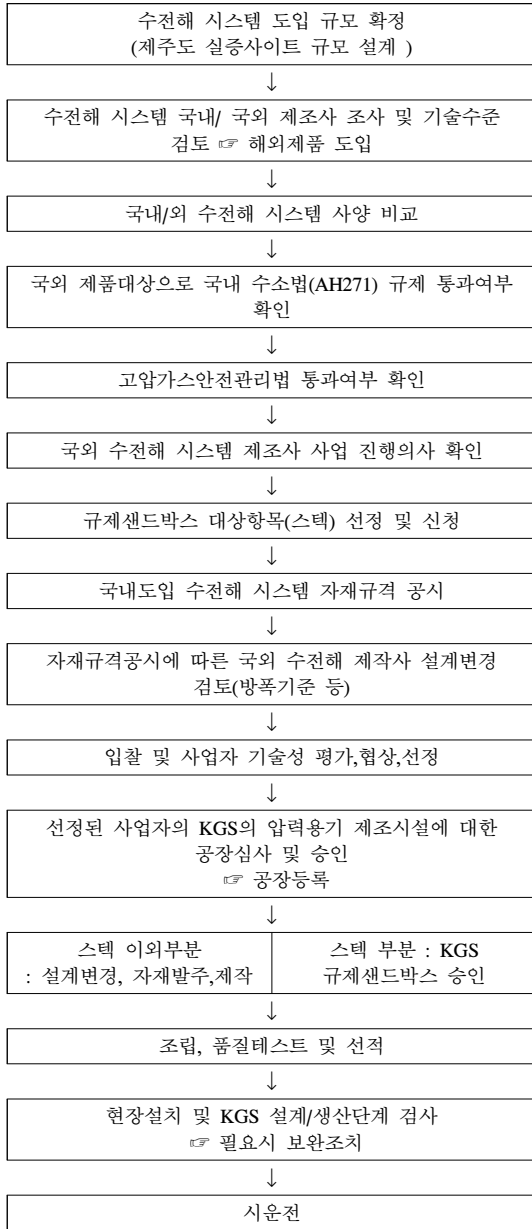 수전해 시스템 도입 규모 확정
(제주도 실증사이트 규모 설계 )
↓
수전해 시스템 국내/ 국외 제조사 조사 및 기술수준
검토 ☞ 해외제품 도입
↓
국내/외 수전해 시스템 사양 비교
↓
국외 제품대상으로 국내 수소법(AH271) 규제 통과여부
확인
↓
고압가스안전관리법 통과여부 확인
↓
국외 수전해 시스템 제조사 사업 진행의사 확인
↓
규제샌드박스 대상항목(스텍) 선정 및 신청
↓
국내도입 수전해 시스템 자재규격 공시
↓
자재규격공시에 따른 국외 수전해 제작사 설계변경
검토(방폭기준 등)
↓
입찰 및 사업자 기술성 평가,협상,선정
↓
선정된 사업자의 KGS의 압력용기 제조시설에 대한
공장심사 및 승인
☞ 공장등록
↓
스텍 이외부분
: 설계변경, 자재발주,제작
스텍 부분 : KGS
규제샌드박스 승인
↓
조립, 품질테스트 및 선적
↓
현장설치 및 KGS 설계/생산단계 검사
☞ 필요시 보완조치
↓
시운전